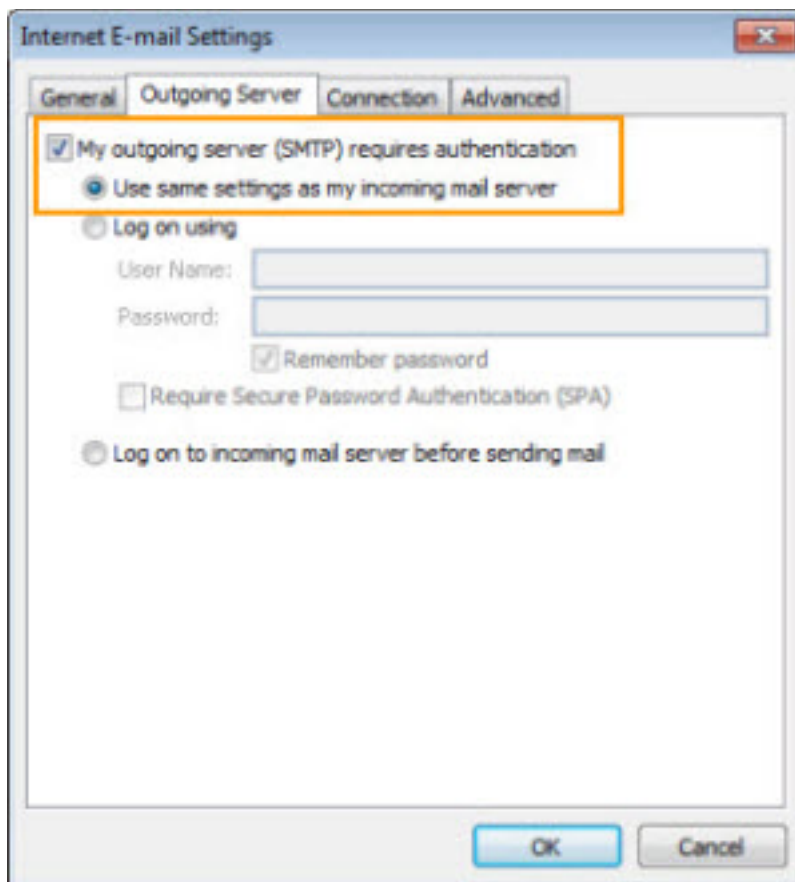 Internet E-mail Settings
General Outgoing Server Connection Advanced
My outgoing server (SMTP) requires authentication
Use same settings as my incoming mail server
Log on using
User Name:
Password:
Remember password
Require Secure Password Authentication (SPA)
Log on to incoming mail server before sending mail
OK Cancel